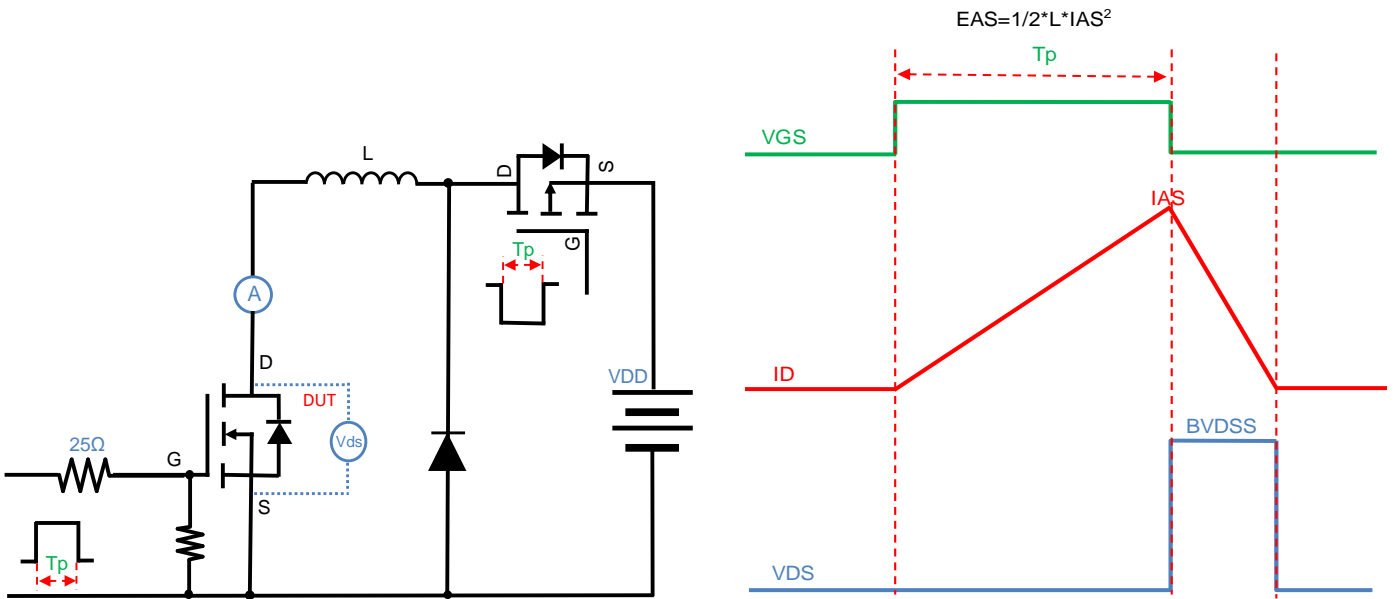 EAS=1/2*L*IAS²
Tp
VGS
L
D
S
G
Tp
IAS
A
D
DUT
VDD
ID
Vds
25Ω
G
S
BVDSS
Tp
VDS